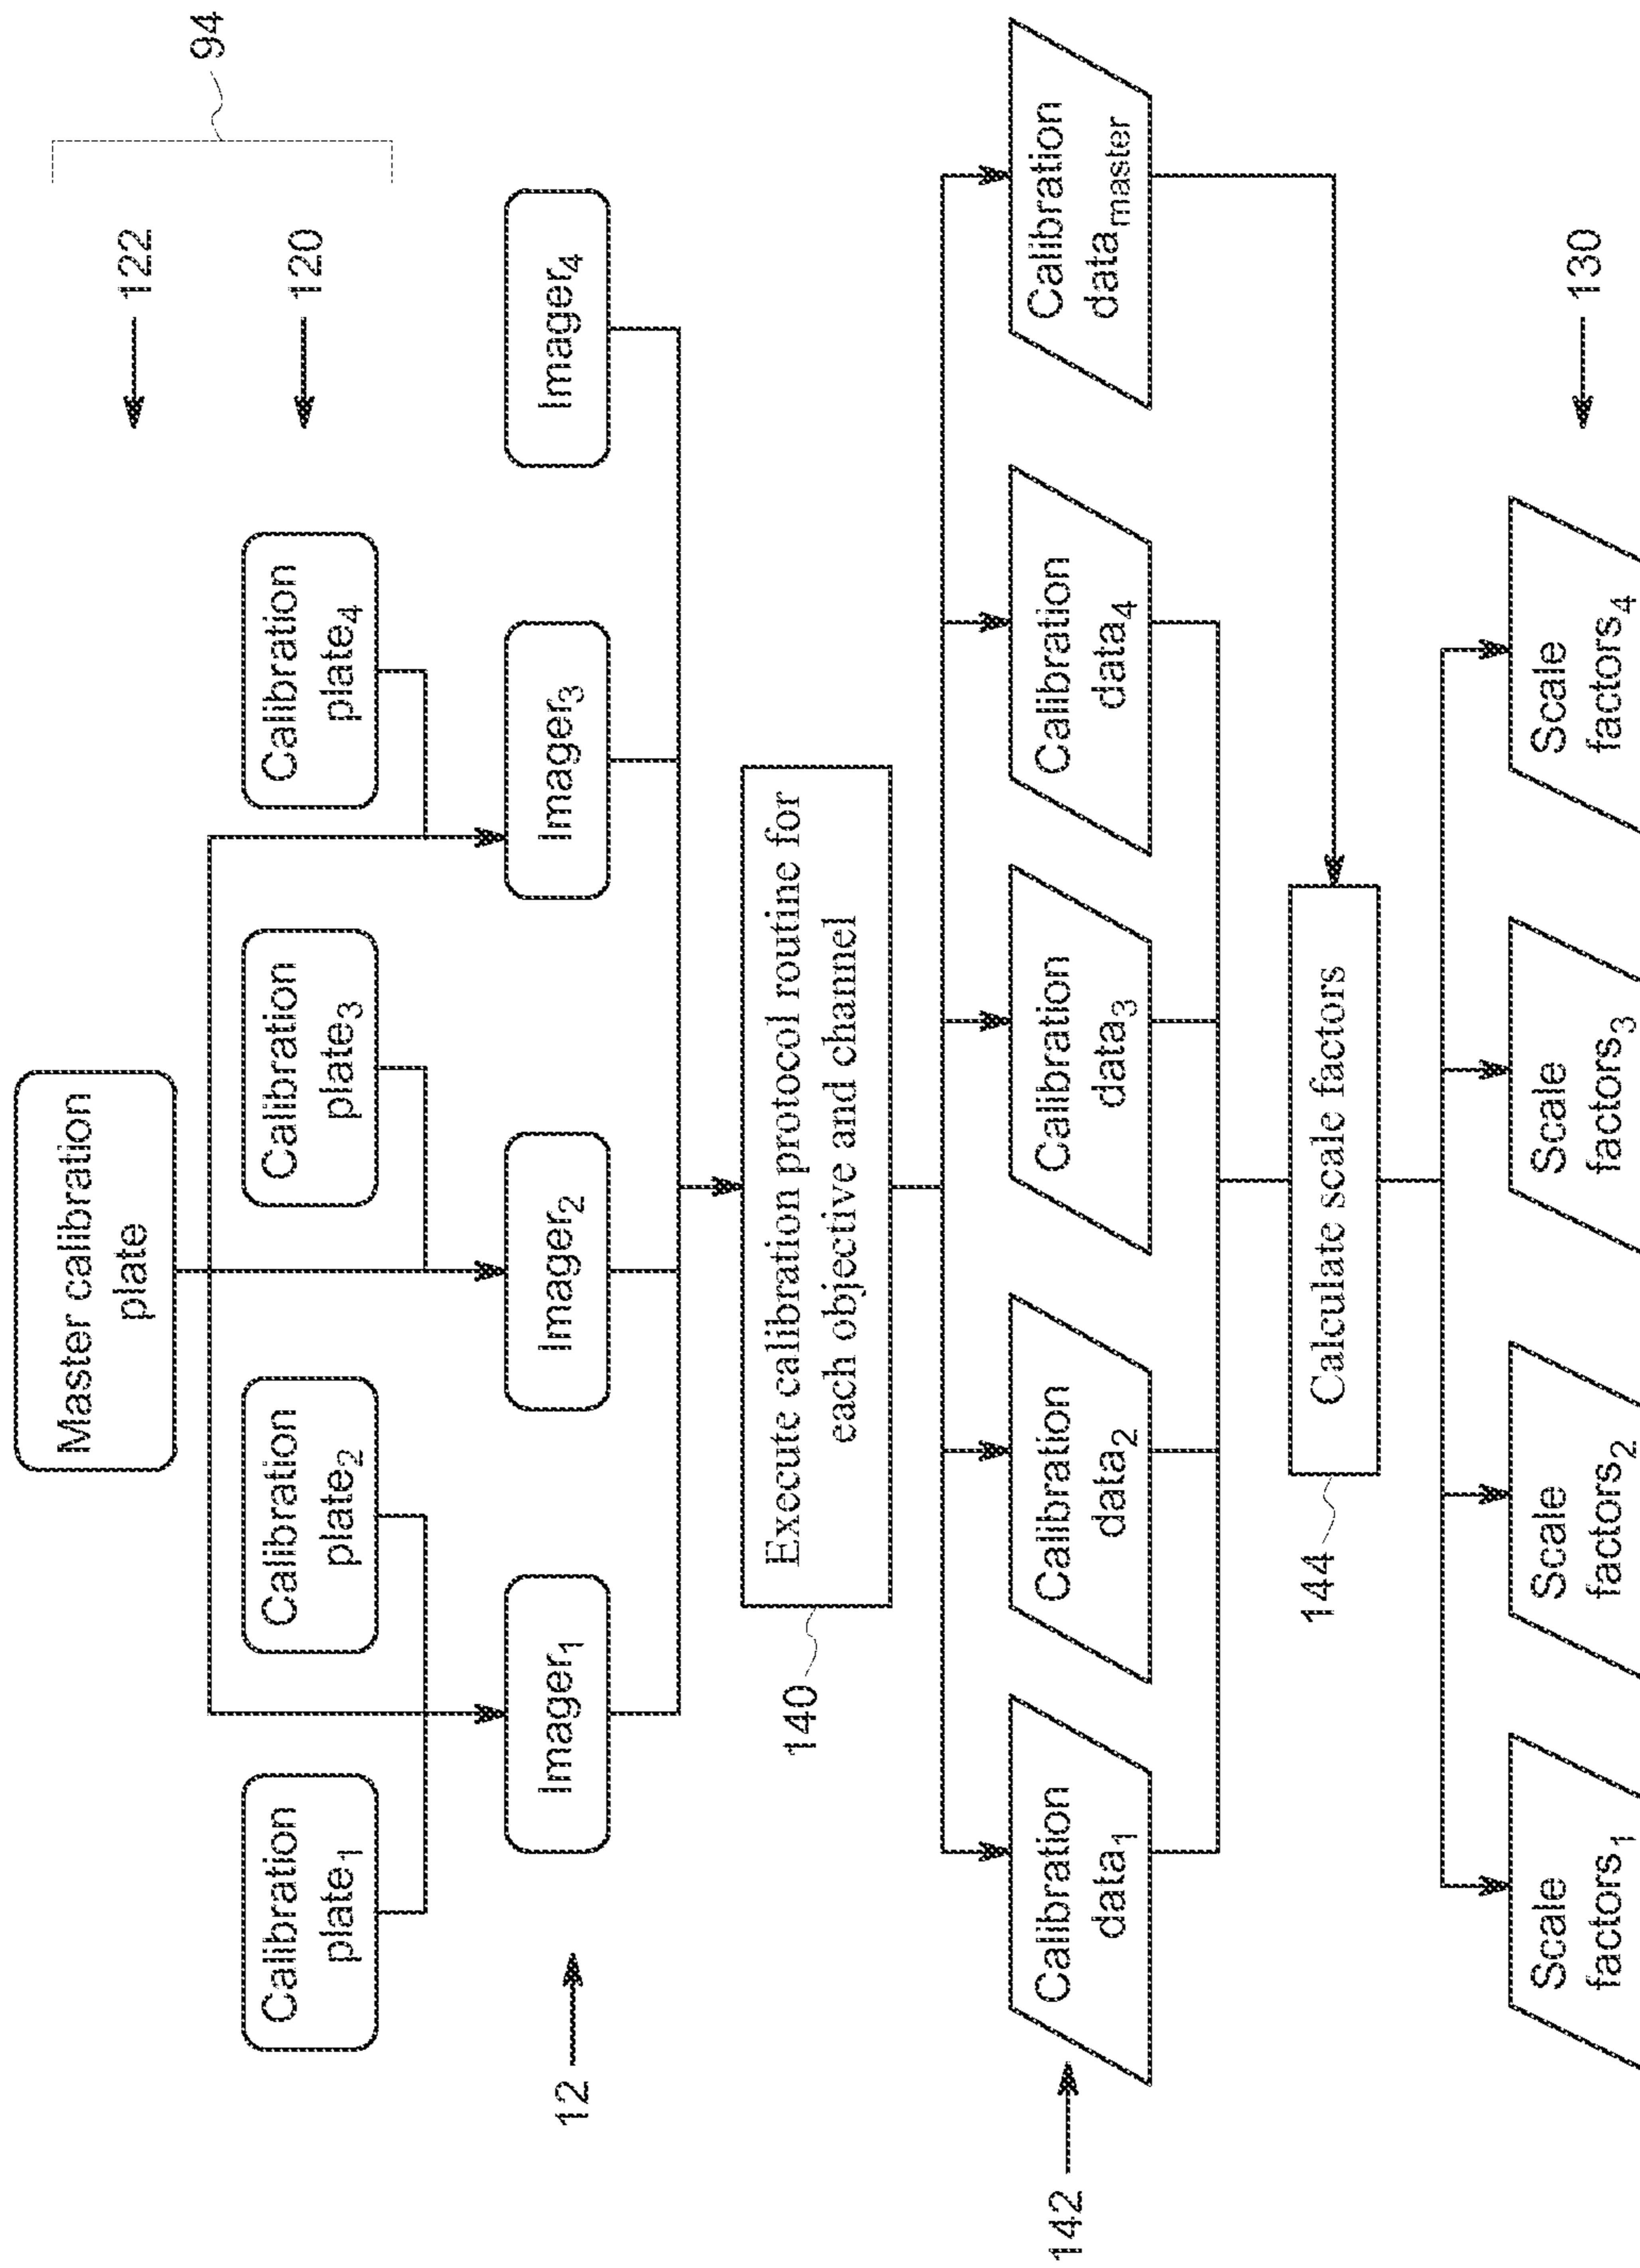 94
122
120
Master calibration
plate
Calibration
plate1
Calibration
plate2
Calibration
plate3
Calibration
plate4
12
Imager1
Imager2
Imager3
Imager4
140
Execute calibration protocol routine for
each objective and channel
142
Calibration
data1
Calibration
data2
Calibration
data3
Calibration
data4
Calibration
datamaster
144
Calculate scale factors
130
Scale
factors1
Scale
factors2
Scale
factors3
Scale
factors4